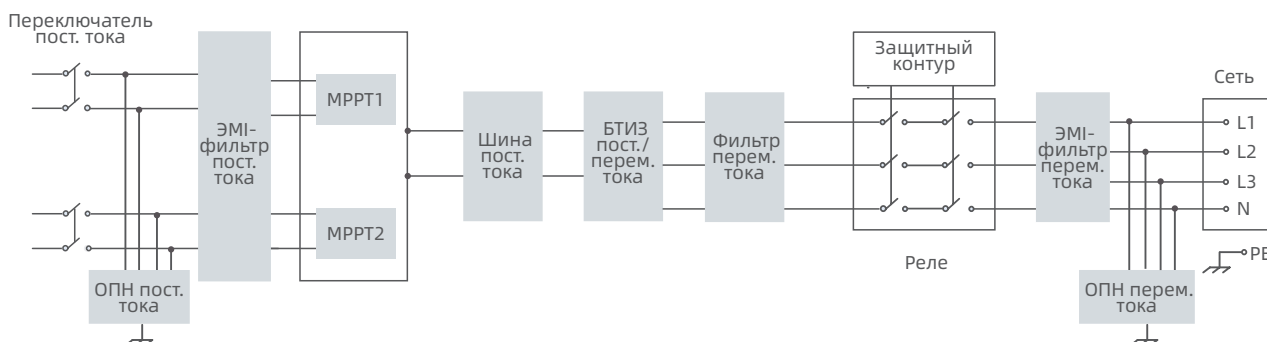 Переключатель
пост. тока
ЭМI-
фильтр
пост.
тока
MPPT1
MPPT2
ОПН пост.
тока
Шина
пост.
тока
БТИЗ
пост./
перем.
тока
Фильтр
перем.
тока
Защитный
контур
Реле
ЭМI-
фильтр
перем.
тока
ОПН перем.
тока
Сеть
L1
L2
L3
N
PE